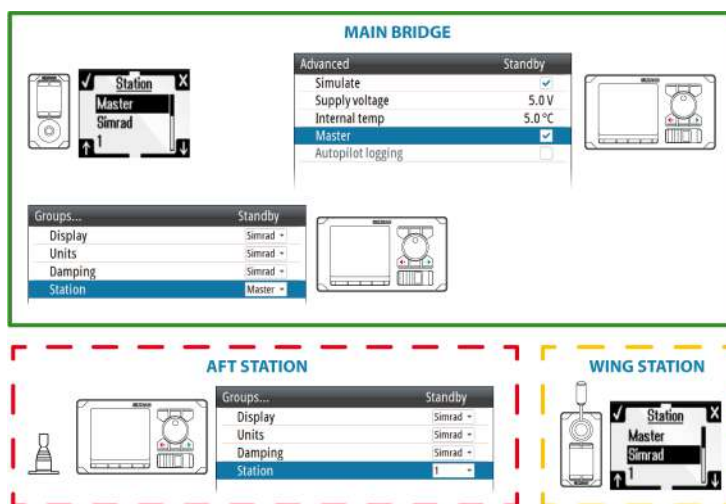 MAIN BRIDGE
Station
Master
Simrad
1
Advanced Standby
Simulate
Supply voltage 5.0 V
Internal temp 5.0 °C
Master
Autopilot logging
Groups... Standby
Display Simrad
Units Simrad
Damping Simrad
Station Master
AFT STATION
Groups... Standby
Display Simrad
Units Simrad
Damping Simrad
Station 1
WING STATION
Station
Master
Simrad
1